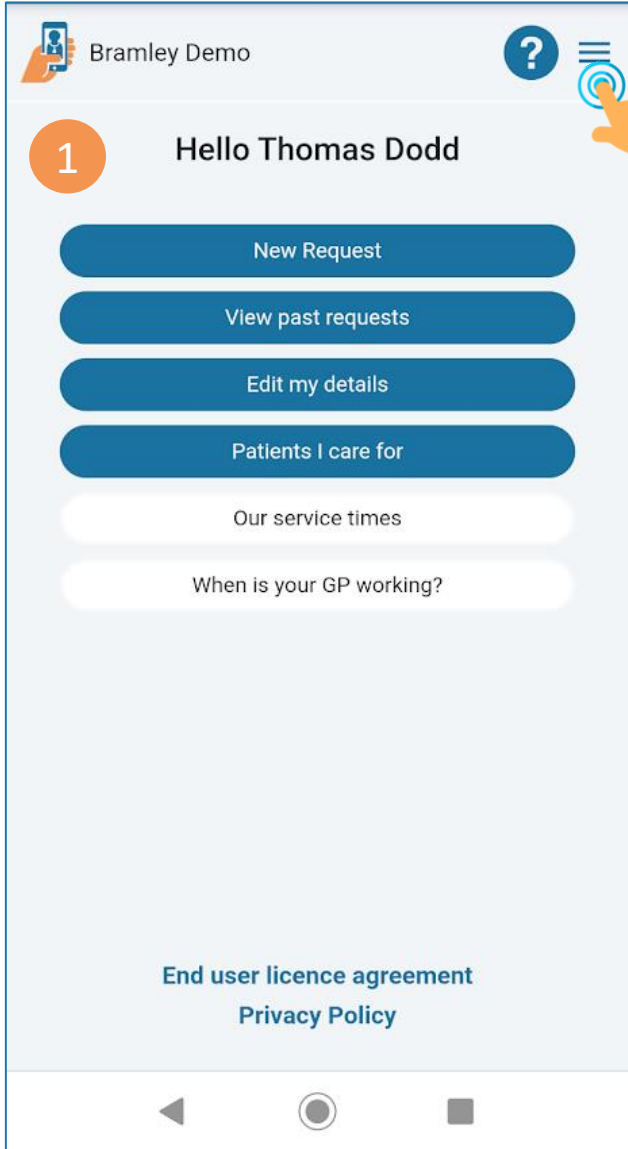 Bramley Demo
?
1
Hello Thomas Dodd
New Request
View past requests
Edit my details
Patients I care for
Our service times
When is your GP working?
End user licence agreement
Privacy Policy